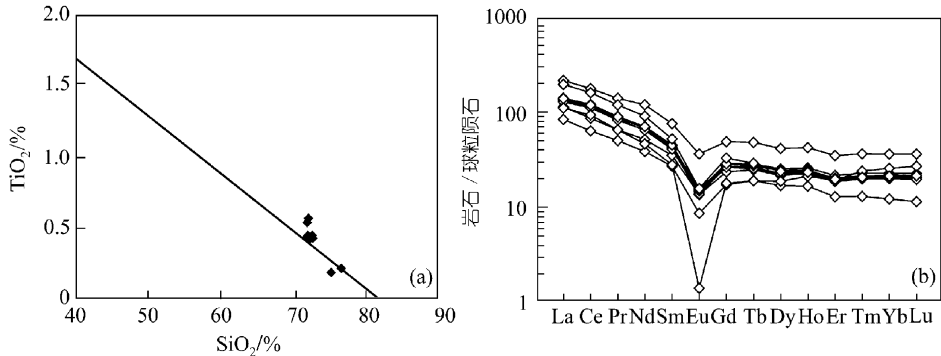 2.0
1.5
1.0
0.5
0
TiO₂/%
40 50 60 70 80 90
SiO₂/%
(a)
1000
100
10
1
岩石 / 球粒陨石
La Ce Pr Nd Sm Eu Gd Tb Dy Ho Er Tm Yb Lu
(b)